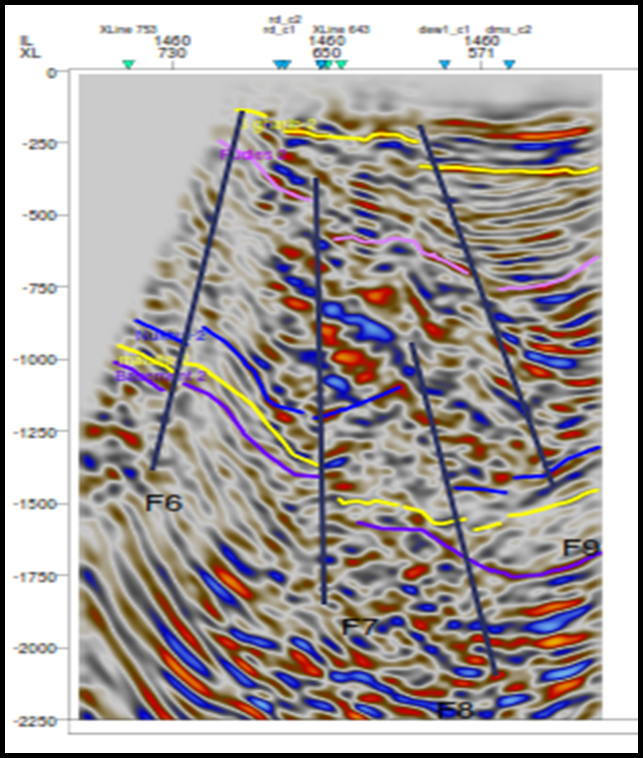 rd_c2
XLine 753 rd_c1 XLine 643 dew1_c1 dmx_c2
IL 1460 1460 1460
XL 730 650 571
0
-250
-500
-750
-1000
-1250
-1500
-1750
-2000
-2250
F6
F9
F7
F8